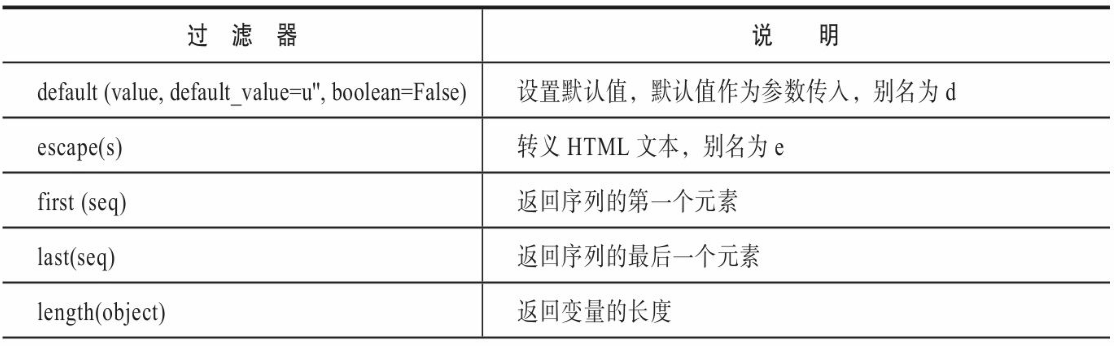 过 滤 器 说 明
default (value, default_value=u'', boolean=False) 设置默认值，默认值作为参数传入，别名为 d
escape(s) 转义 HTML 文本，别名为 e
first (seq) 返回序列的第一个元素
last(seq) 返回序列的最后一个元素
length(object) 返回变量的长度